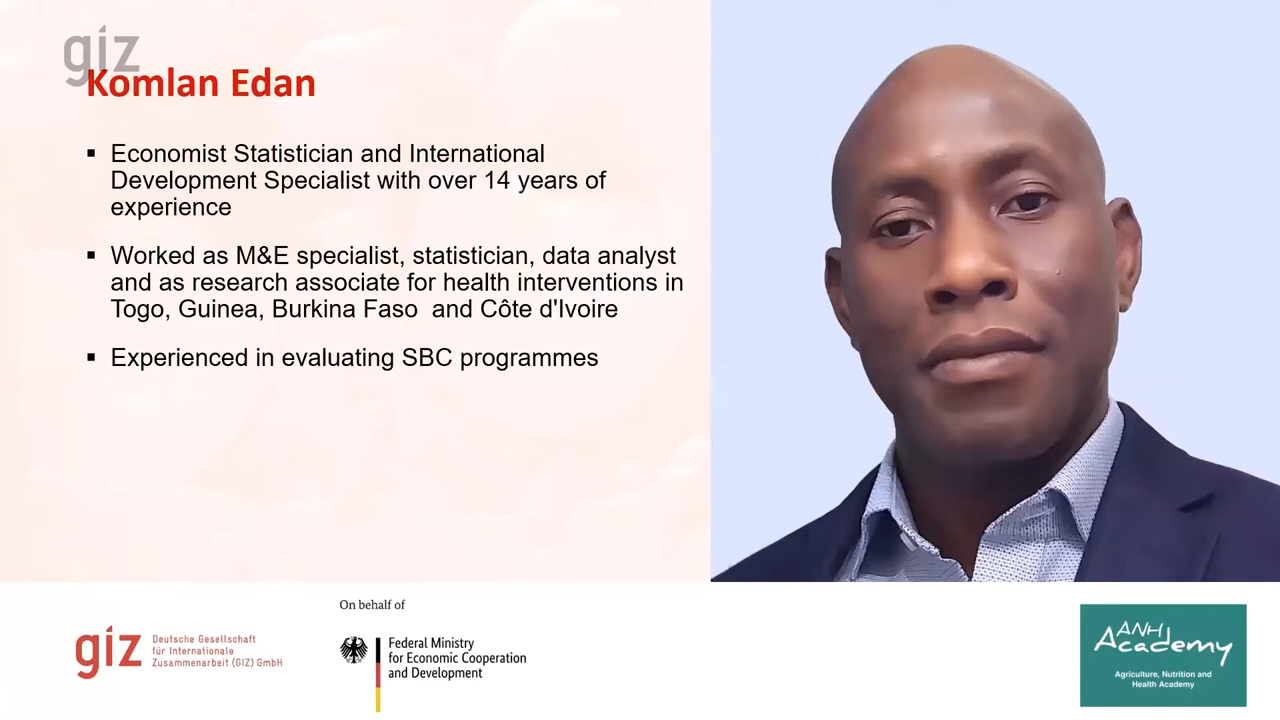 giz
Komlan Edan
▪ Economist Statistician and International
Development Specialist with over 14 years of
experience
▪ Worked as M&E specialist, statistician, data analyst
and as research associate for health interventions in
Togo, Guinea, Burkina Faso and Côte d'Ivoire
▪ Experienced in evaluating SBC programmes
giz
Deutsche Gesellschaft
für Internationale
Zusammenarbeit (GIZ) GmbH
On behalf of
Federal Ministry
for Economic Cooperation
and Development
ANH
Academy
Agriculture, Nutrition and
Health Academy